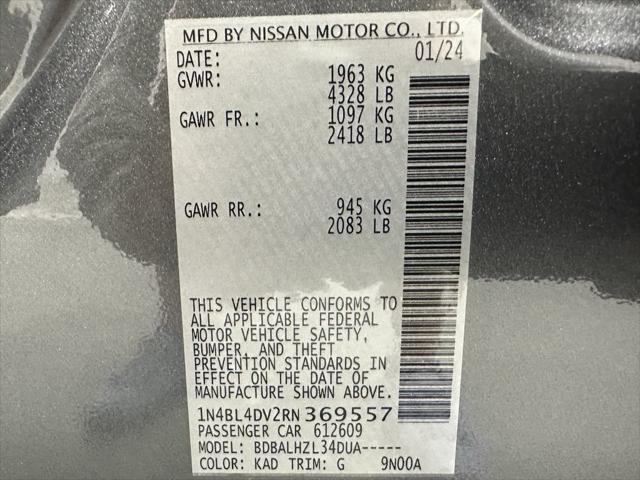 MFD BY NISSAN MOTOR CO., LTD.
DATE: 01/24
GVWR: 1963 KG
4328 LB
GAWR FR.: 1097 KG
2418 LB
GAWR RR.: 945 KG
2083 LB
THIS VEHICLE CONFORMS TO
ALL APPLICABLE FEDERAL
MOTOR VEHICLE SAFETY,
BUMPER, AND THEFT
PREVENTION STANDARDS IN
EFFECT ON THE DATE OF
MANUFACTURE SHOWN ABOVE.
1N4BL4DV2RN369557
PASSENGER CAR 612609
MODEL: BDBALHZL34DUA-----
COLOR: KAD TRIM: G 9N00A